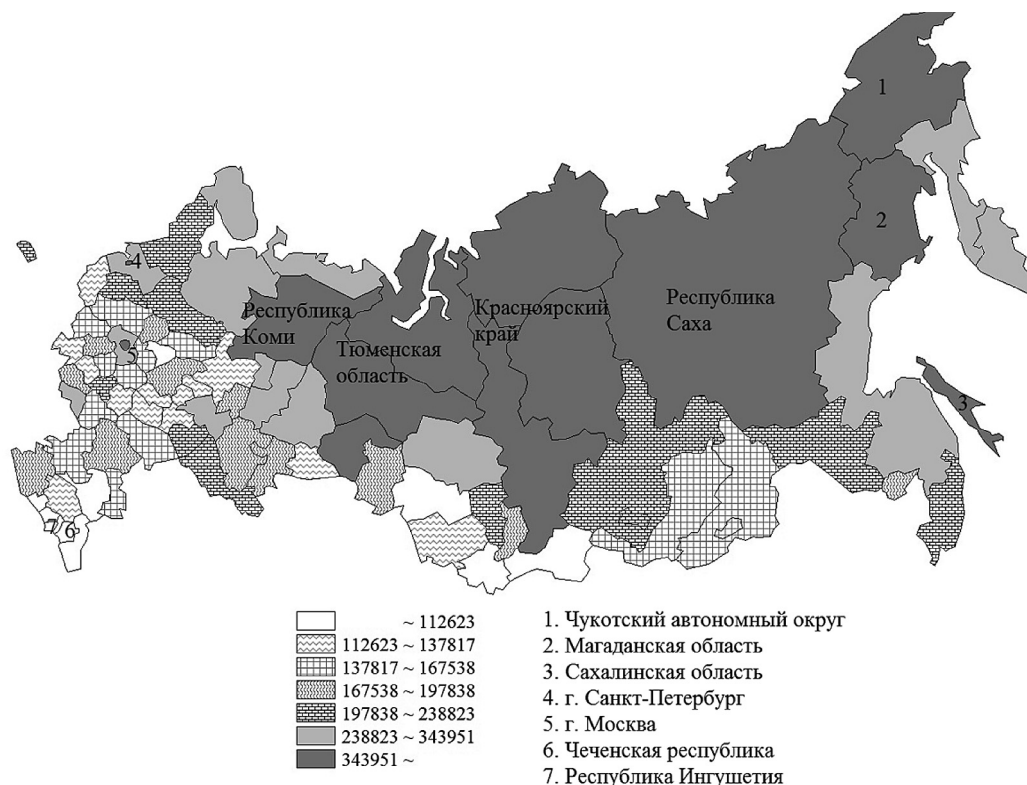 1
2
4
Республика
Коми
Красноярский
край
Республика
Саха
Тюменская
область
5
3
7
6
~ 112623
112623 ~ 137817
137817 ~ 167538
167538 ~ 197838
197838 ~ 238823
238823 ~ 343951
343951 ~
1. Чукотский автономный округ
2. Магаданская область
3. Сахалинская область
4. г. Санкт-Петербург
5. г. Москва
6. Чеченская республика
7. Республика Ингушетия